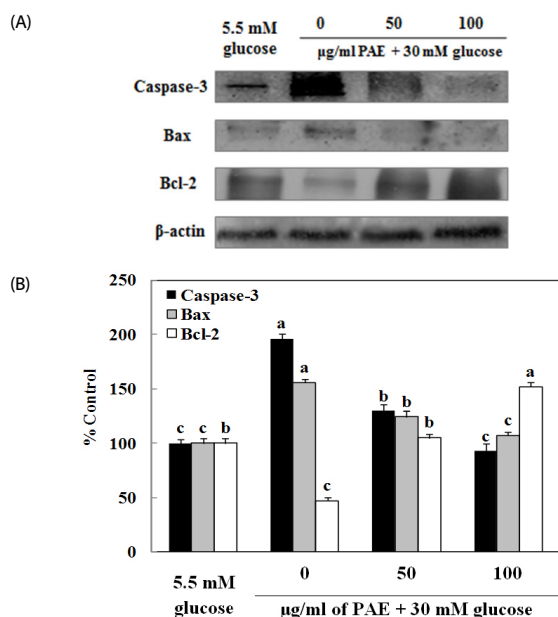 (A)
5.5 mM
glucose
0 50 100
µg/ml PAE + 30 mM glucose
Caspase-3
Bax
Bcl-2
β-actin
(B)
250
200
150
100
50
0
% Control
Caspase-3
Bax
Bcl-2
c c b
a a c
b b b
c c a
5.5 mM
glucose
0 50 100
µg/ml of PAE + 30 mM glucose